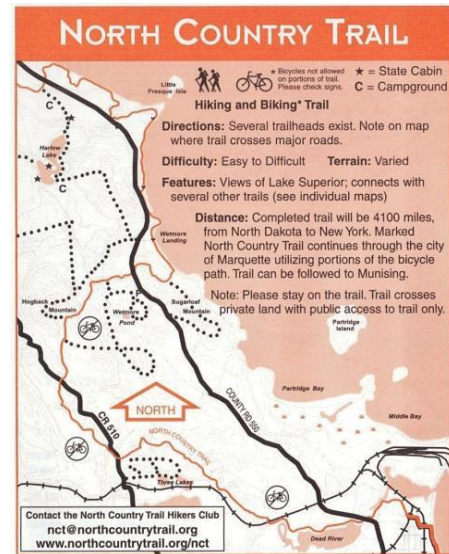 NORTH COUNTRY TRAIL
Little
Presque Isle
* Bicycles not allowed
on portions of trail.
Please check signs.
★ = State Cabin
C = Campground
Hiking and Biking* Trail
Directions: Several trailheads exist. Note on map
where trail crosses major roads.
Difficulty: Easy to Difficult Terrain: Varied
Features: Views of Lake Superior; connects with
several other trails (see individual maps)
Distance: Completed trail will be 4100 miles,
from North Dakota to New York. Marked
North Country Trail continues through the city
of Marquette utilizing portions of the bicycle
path. Trail can be followed to Munising.
Note: Please stay on the trail. Trail crosses
private land with public access to trail only.
C
Harlow
Lake
C
Wetmore
Landing
Hogback
Mountain
Wetmore
Pond
Sugarloaf
Mountain
Partridge
Island
NORTH
COUNTY RD 550
Partridge Bay
Middle Bay
CR 510
NORTH COUNTRY TRAIL
Three Lakes
Dead River
Contact the North Country Trail Hikers Club
nct@northcountrytrail.org
www.northcountrytrail.org/nct